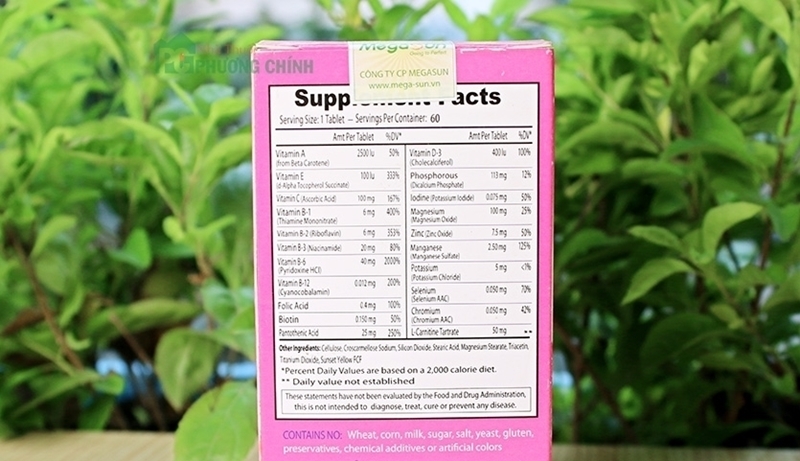 PHUONG CHÍNH
MegaSun
CÔNG TY CP MEGASUN
www.mega-sun.vn
Supplement Facts
Serving Size: 1 Tablet – Servings Per Container: 60
Amt Per Tablet %DV*
Vitamin A 2500 Iu 50%
(from Beta Carotene)
Vitamin E 100 Iu 333%
(d-Alpha Tocopherol Succinate)
Vitamin C (Ascorbic Acid) 100 mg 167%
Vitamin B-1 6 mg 400%
(Thiamine Mononitrate)
Vitamin B-2 (Riboflavin) 6 mg 353%
Vitamin B-3 (Niacinamide) 20 mg 80%
Vitamin B-6 40 mg 2000%
(Pyridoxine HCl)
Vitamin B-12 0.012 mg 200%
(Cyanocobalamin)
Folic Acid 0.4 mg 100%
Biotin 0.150 mg 50%
Pantothenic Acid 25 mg 250%
Amt Per Tablet %DV*
Vitamin D-3 400 Iu 100%
(Cholecalciferol)
Phosphorous 113 mg 12%
(Dicalcium Phosphate)
Iodine (Potassium Iodide) 0.075 mg 50%
Magnesium 100 mg 25%
(Magnesium Oxide)
Zinc (Zinc Oxide) 7.5 mg 50%
Manganese 2.50 mg 125%
(Manganese Sulfate)
Potassium 5 mg <1%
(Potassium Chloride)
Selenium 0.050 mg 70%
(Selenium AAC)
Chromium 0.050 mg 42%
(Chromium AAC)
L-Carnitine Tartrate 50 mg **
Other Ingredients: Cellulose, Croscarmellose Sodium, Silicon Dioxide, Stearic Acid, Magnesium Stearate, Triacetin,
Titanium Dioxide, Sunset Yellow FCF
*Percent Daily Values are based on a 2,000 calorie diet.
** Daily value not established
These statements have not been evaluated by the Food and Drug Administration,
this is not intended to diagnose, treat, cure or prevent any disease.
CONTAINS NO: Wheat, corn, milk, sugar, salt, yeast, gluten,
preservatives, chemical additives or artificial colors